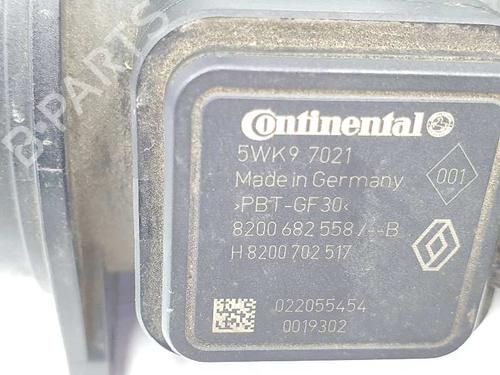 B-PARTS
Continental
5WK9 7021
Made in Germany
001
>PBT-GF30<
8200 682 558 /--B
H 8200 702 517
022055454
0019302